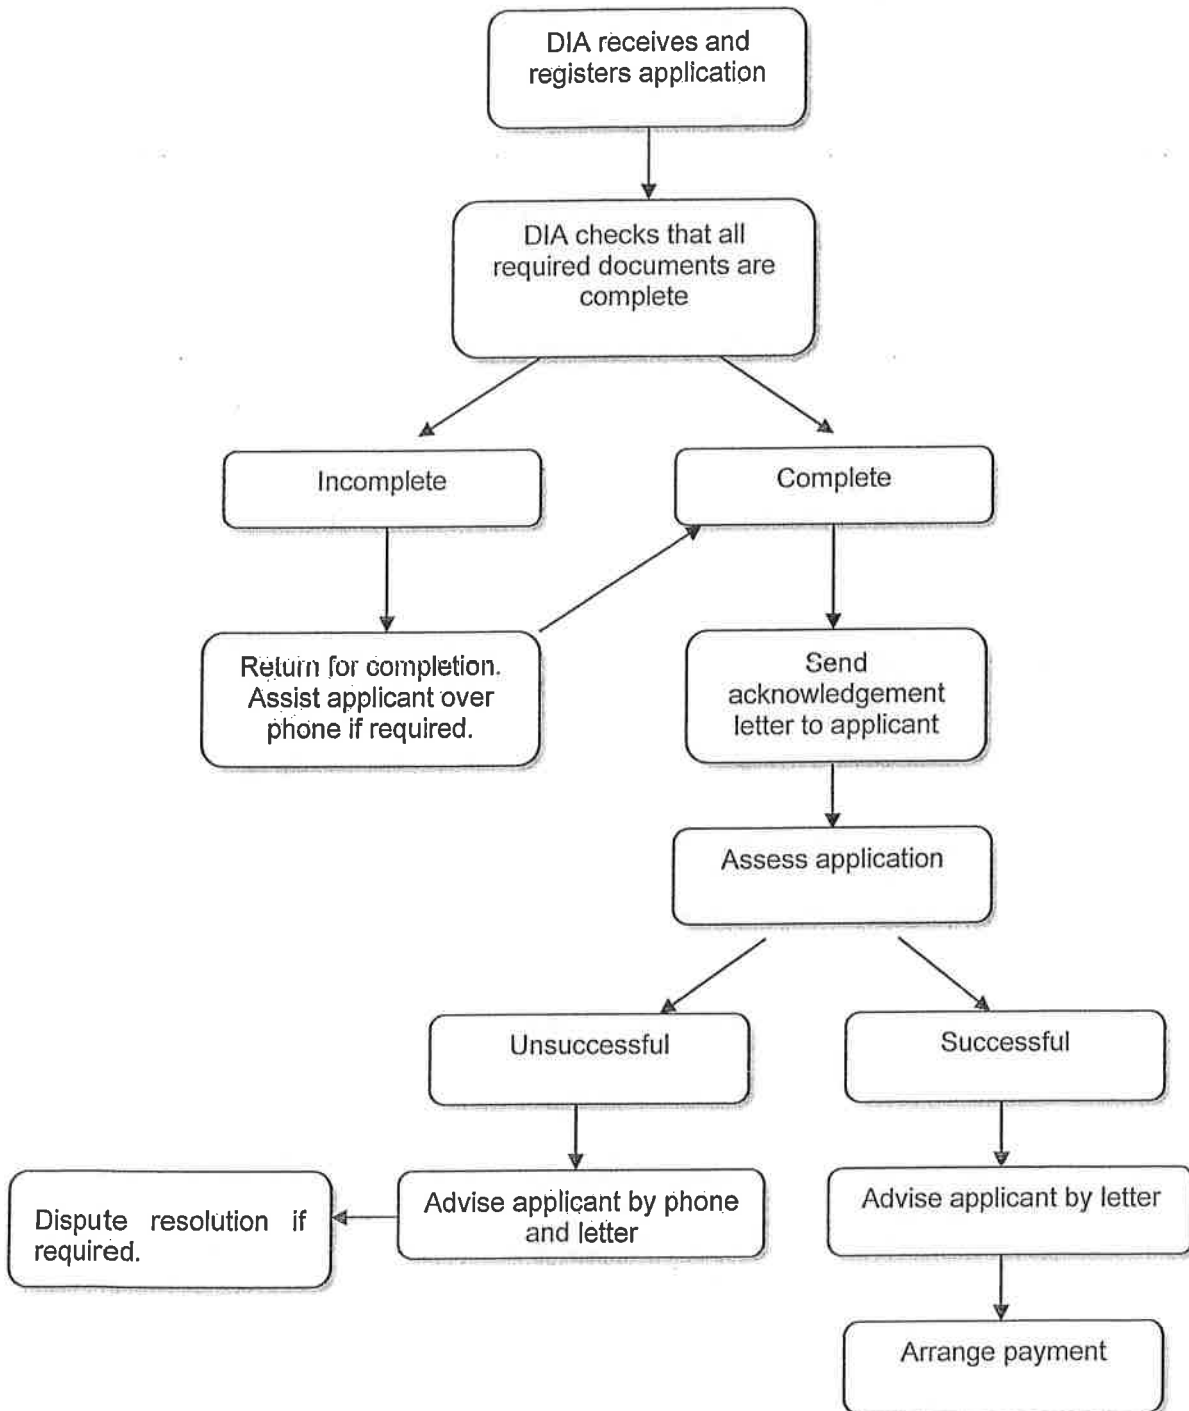 DIA receives and
registers application
DIA checks that all
required documents are
complete
Incomplete
Complete
Return for completion.
Assist applicant over
phone if required.
Send
acknowledgement
letter to applicant
Assess application
Unsuccessful
Successful
Dispute resolution if
required.
Advise applicant by phone
and letter
Advise applicant by letter
Arrange payment